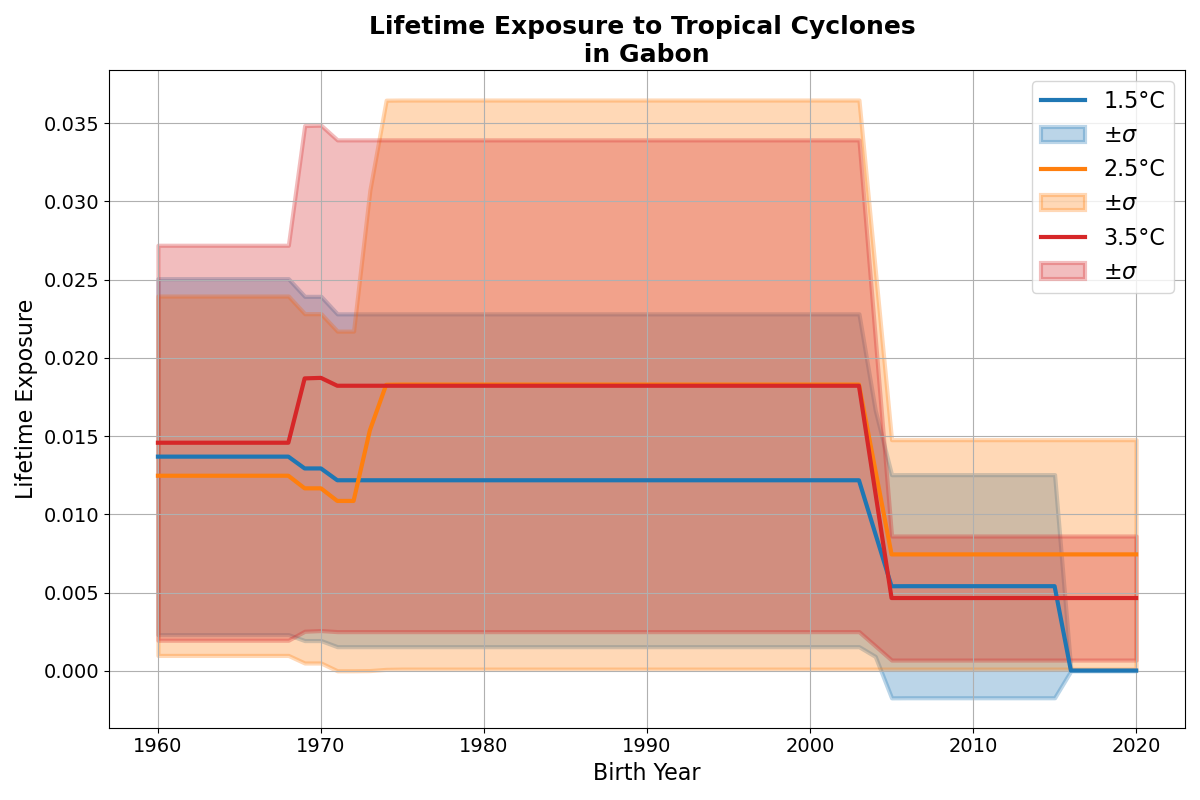 Lifetime Exposure to Tropical Cyclones
in Gabon
1.5°C
±σ
2.5°C
±σ
3.5°C
±σ
Lifetime Exposure
0.035
0.030
0.025
0.020
0.015
0.010
0.005
0.000
1960 1970 1980 1990 2000 2010 2020
Birth Year